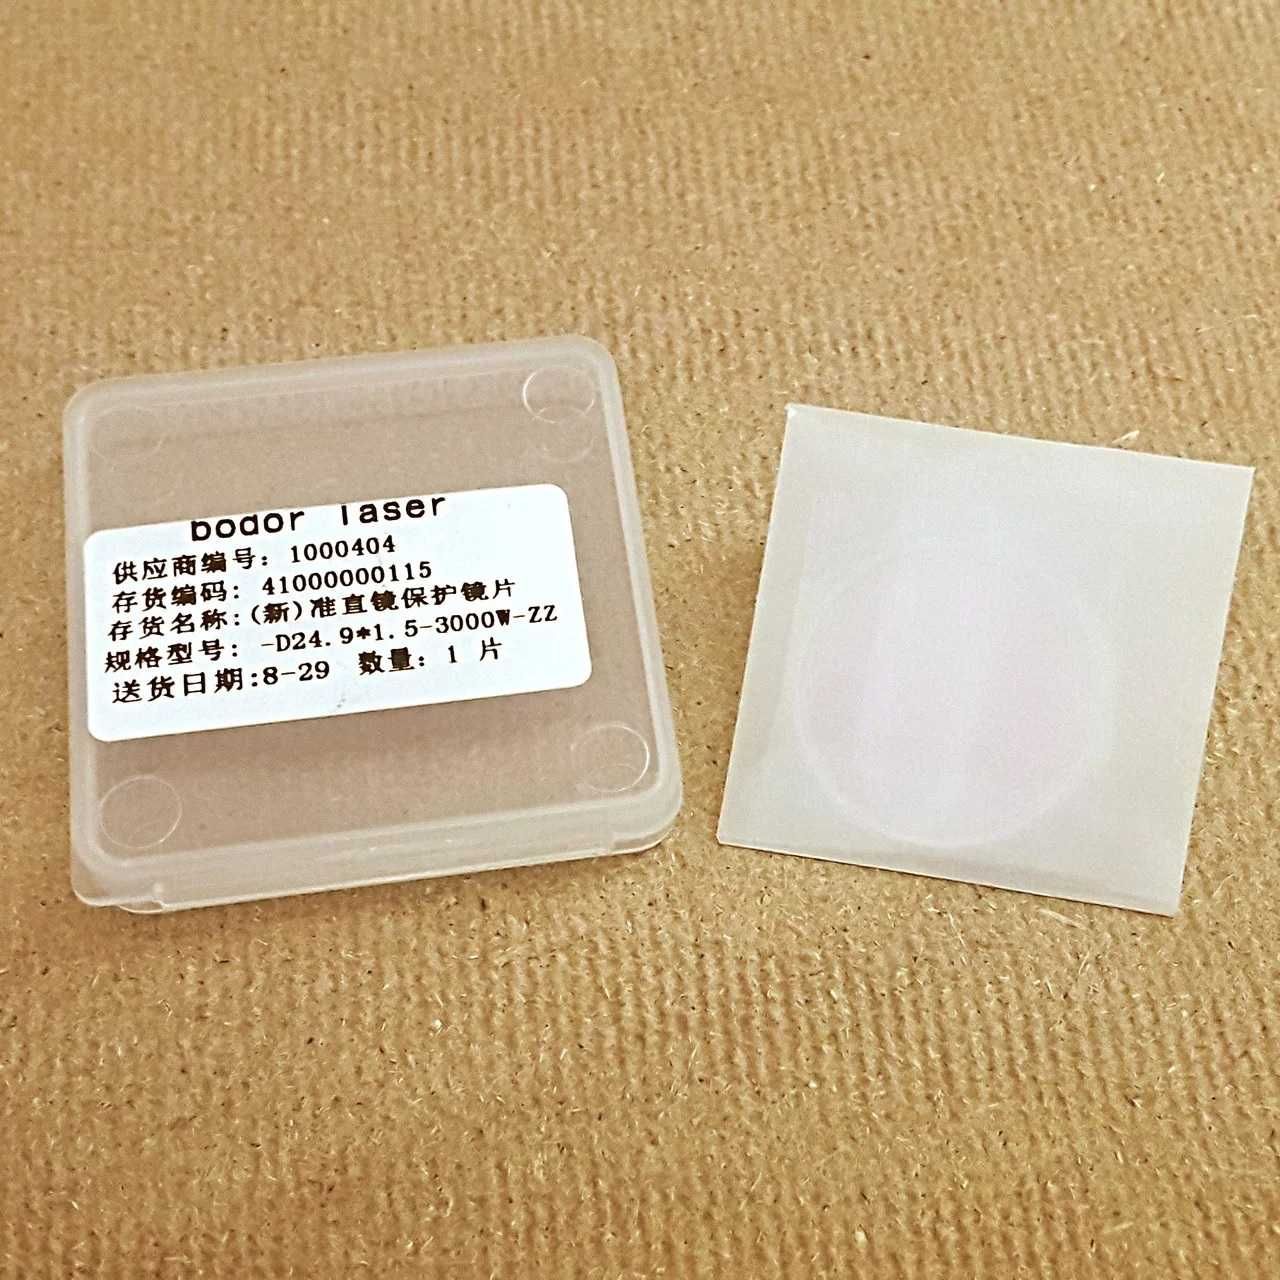 bodor laser
供应商编号: 1000404
存货编码: 41000000115
存货名称:(新)准直镜保护镜片
规格型号: -D24.9*1.5-3000W-ZZ
送货日期:8-29 数量: 1 片